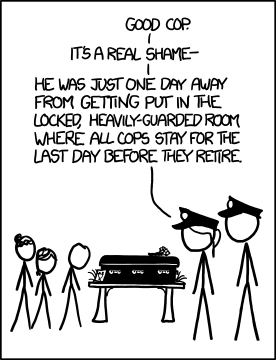 GOOD COP.
IT'S A REAL SHAME–
HE WAS JUST ONE DAY AWAY
FROM GETTING PUT IN THE
LOCKED, HEAVILY-GUARDED ROOM
WHERE ALL COPS STAY FOR THE
LAST DAY BEFORE THEY RETIRE.